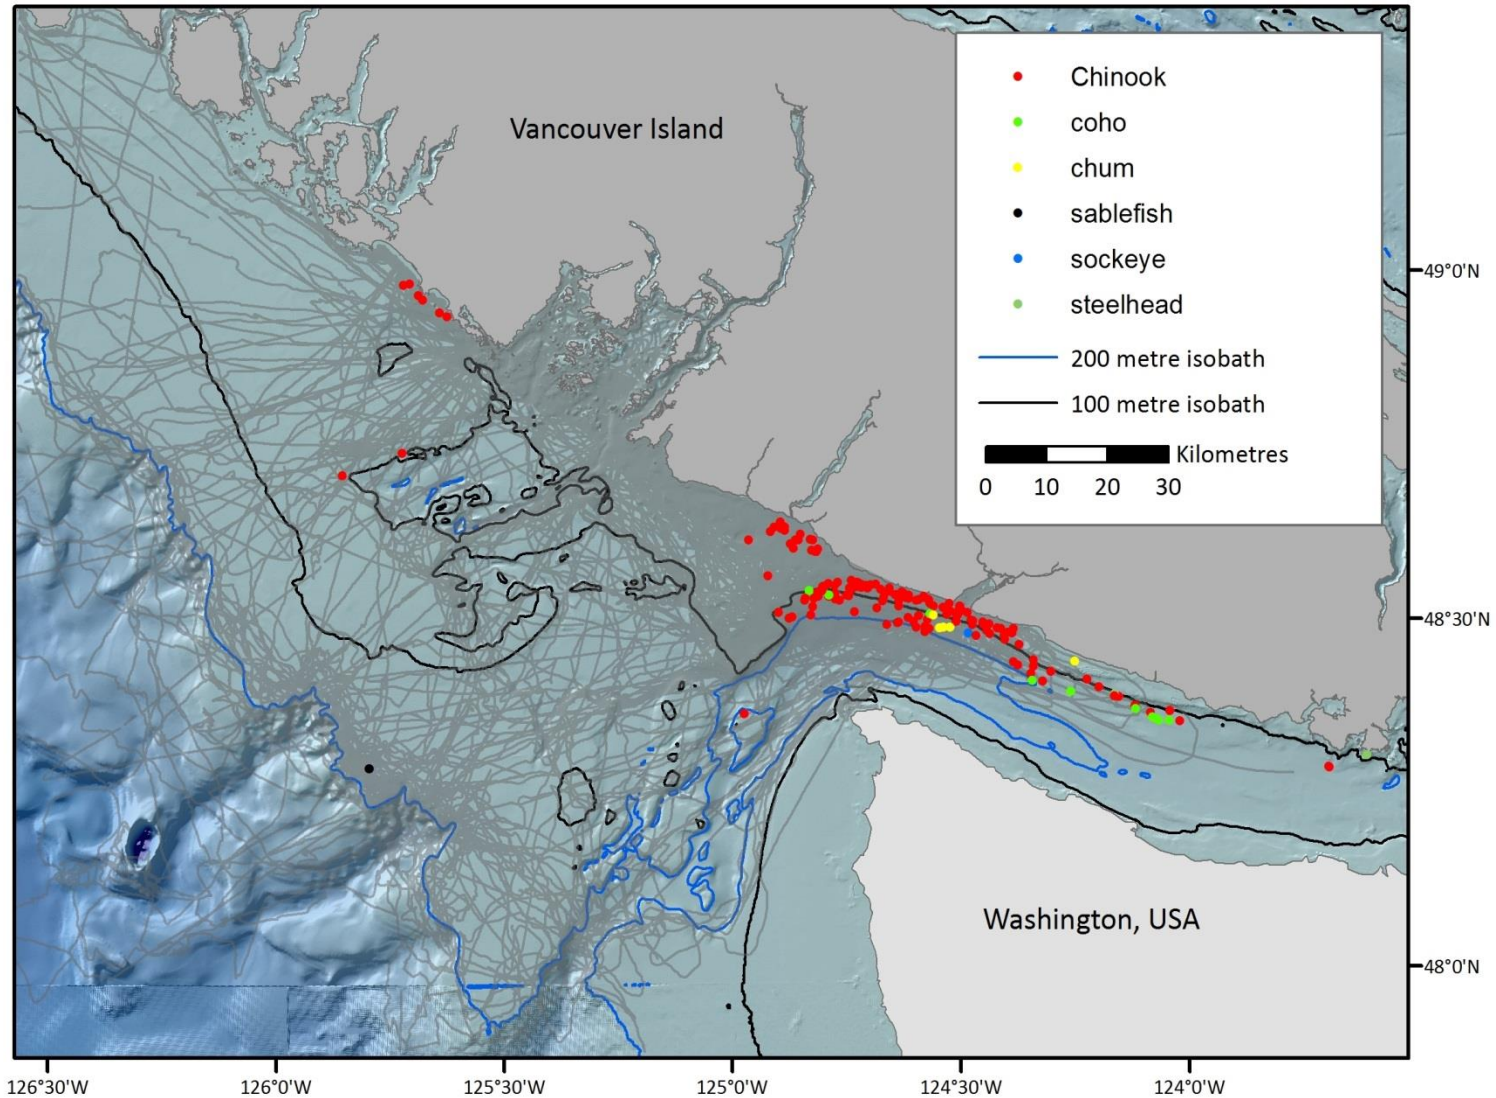 Vancouver Island
Chinook
coho
chum
sablefish
sockeye
steelhead
200 metre isobath
100 metre isobath
Kilometres
0 10 20 30
49°0'N
48°30'N
48°0'N
Washington, USA
126°30'W 126°0'W 125°30'W 125°0'W 124°30'W 124°0'W